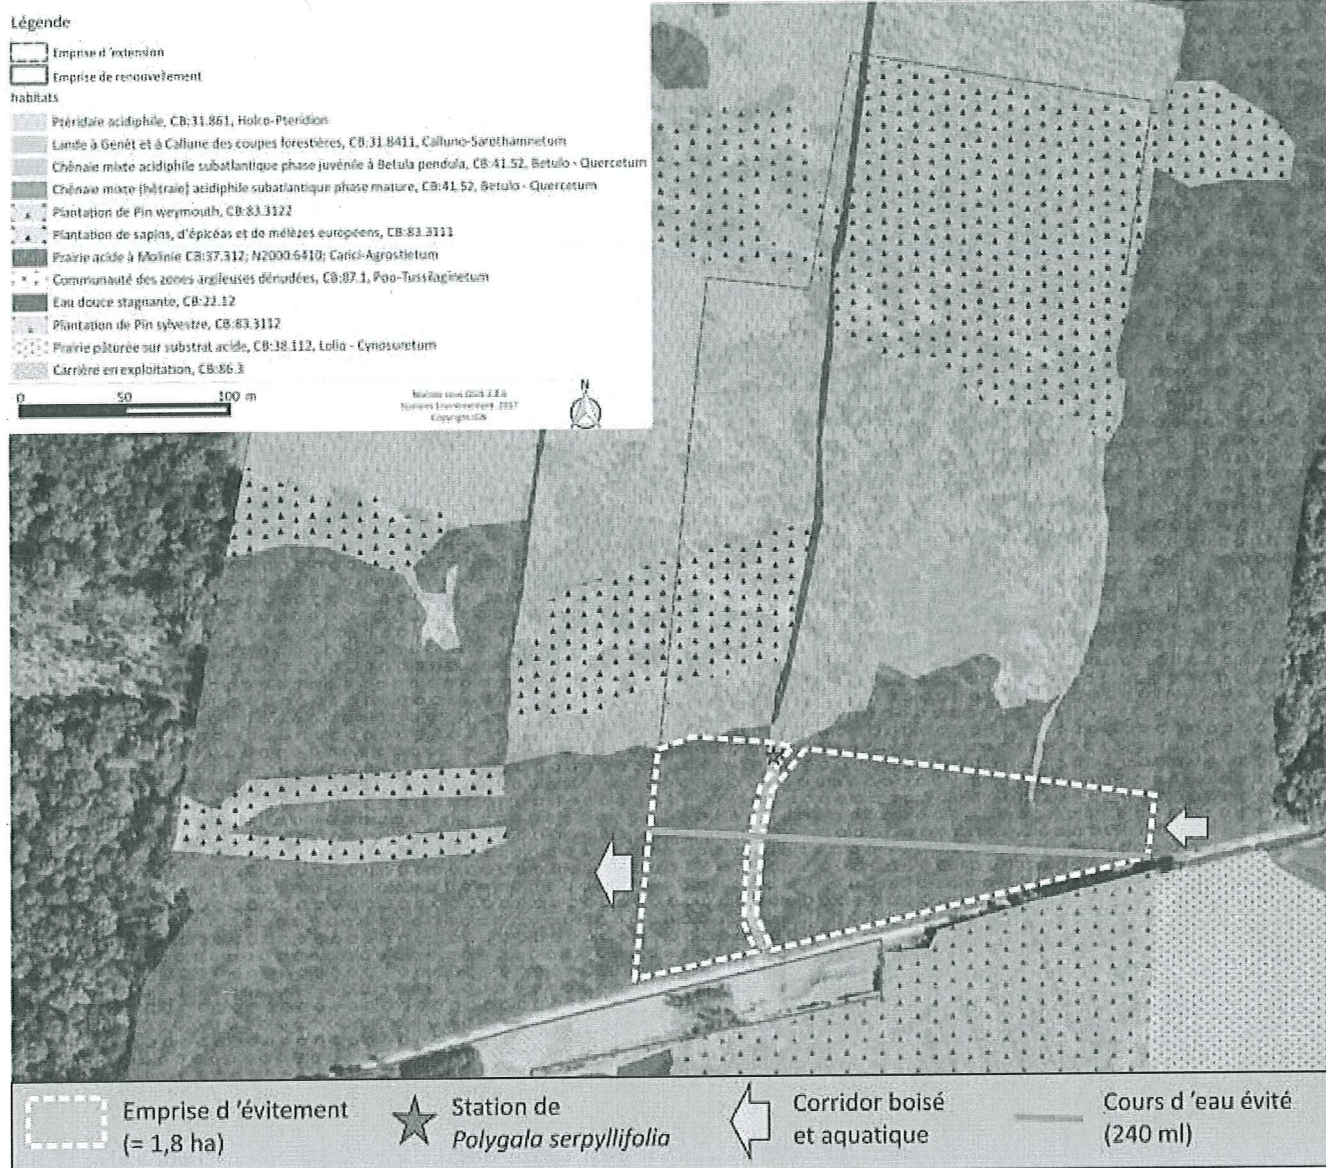 Légende
Emprise d 'extension
Emprise de renouvellement
habitats
Ptéridaie acidiphile, CB:31.861, Holco-Pteridion
Lande à Genêt et à Callune des coupes forestières, CB:31.8411, Calluno-Sarothamnetum
Chênaie mixte acidiphile subatlantique phase juvénile à Betula pendula, CB:41.52, Betulo - Quercetum
Chênaie mixte (hêtraie) acidiphile subatlantique phase mature, CB:41.52, Betulo - Quercetum
Plantation de Pin weymouth, CB:83.3122
Plantation de sapins, d'épicéas et de mélèzes européens, CB:83.3111
Prairie acide à Molinie CB:37.312; N2000:6410; Carici-Agrostietum
Communauté des zones argileuses dénudées, CB:87.1, Poo-Tussilaginetum
Eau douce stagnante, CB:22.12
Plantation de Pin sylvestre, CB:83.3112
Prairie pâturée sur substrat acide, CB:38.112, Lolio - Cynosuretum
Carrière en exploitation, CB:86.3
0 50 100 m
N
Copyright IGN
Emprise d 'évitement
(= 1,8 ha)
Station de
Polygala serpyllifolia
Corridor boisé
et aquatique
Cours d 'eau évité
(240 ml)